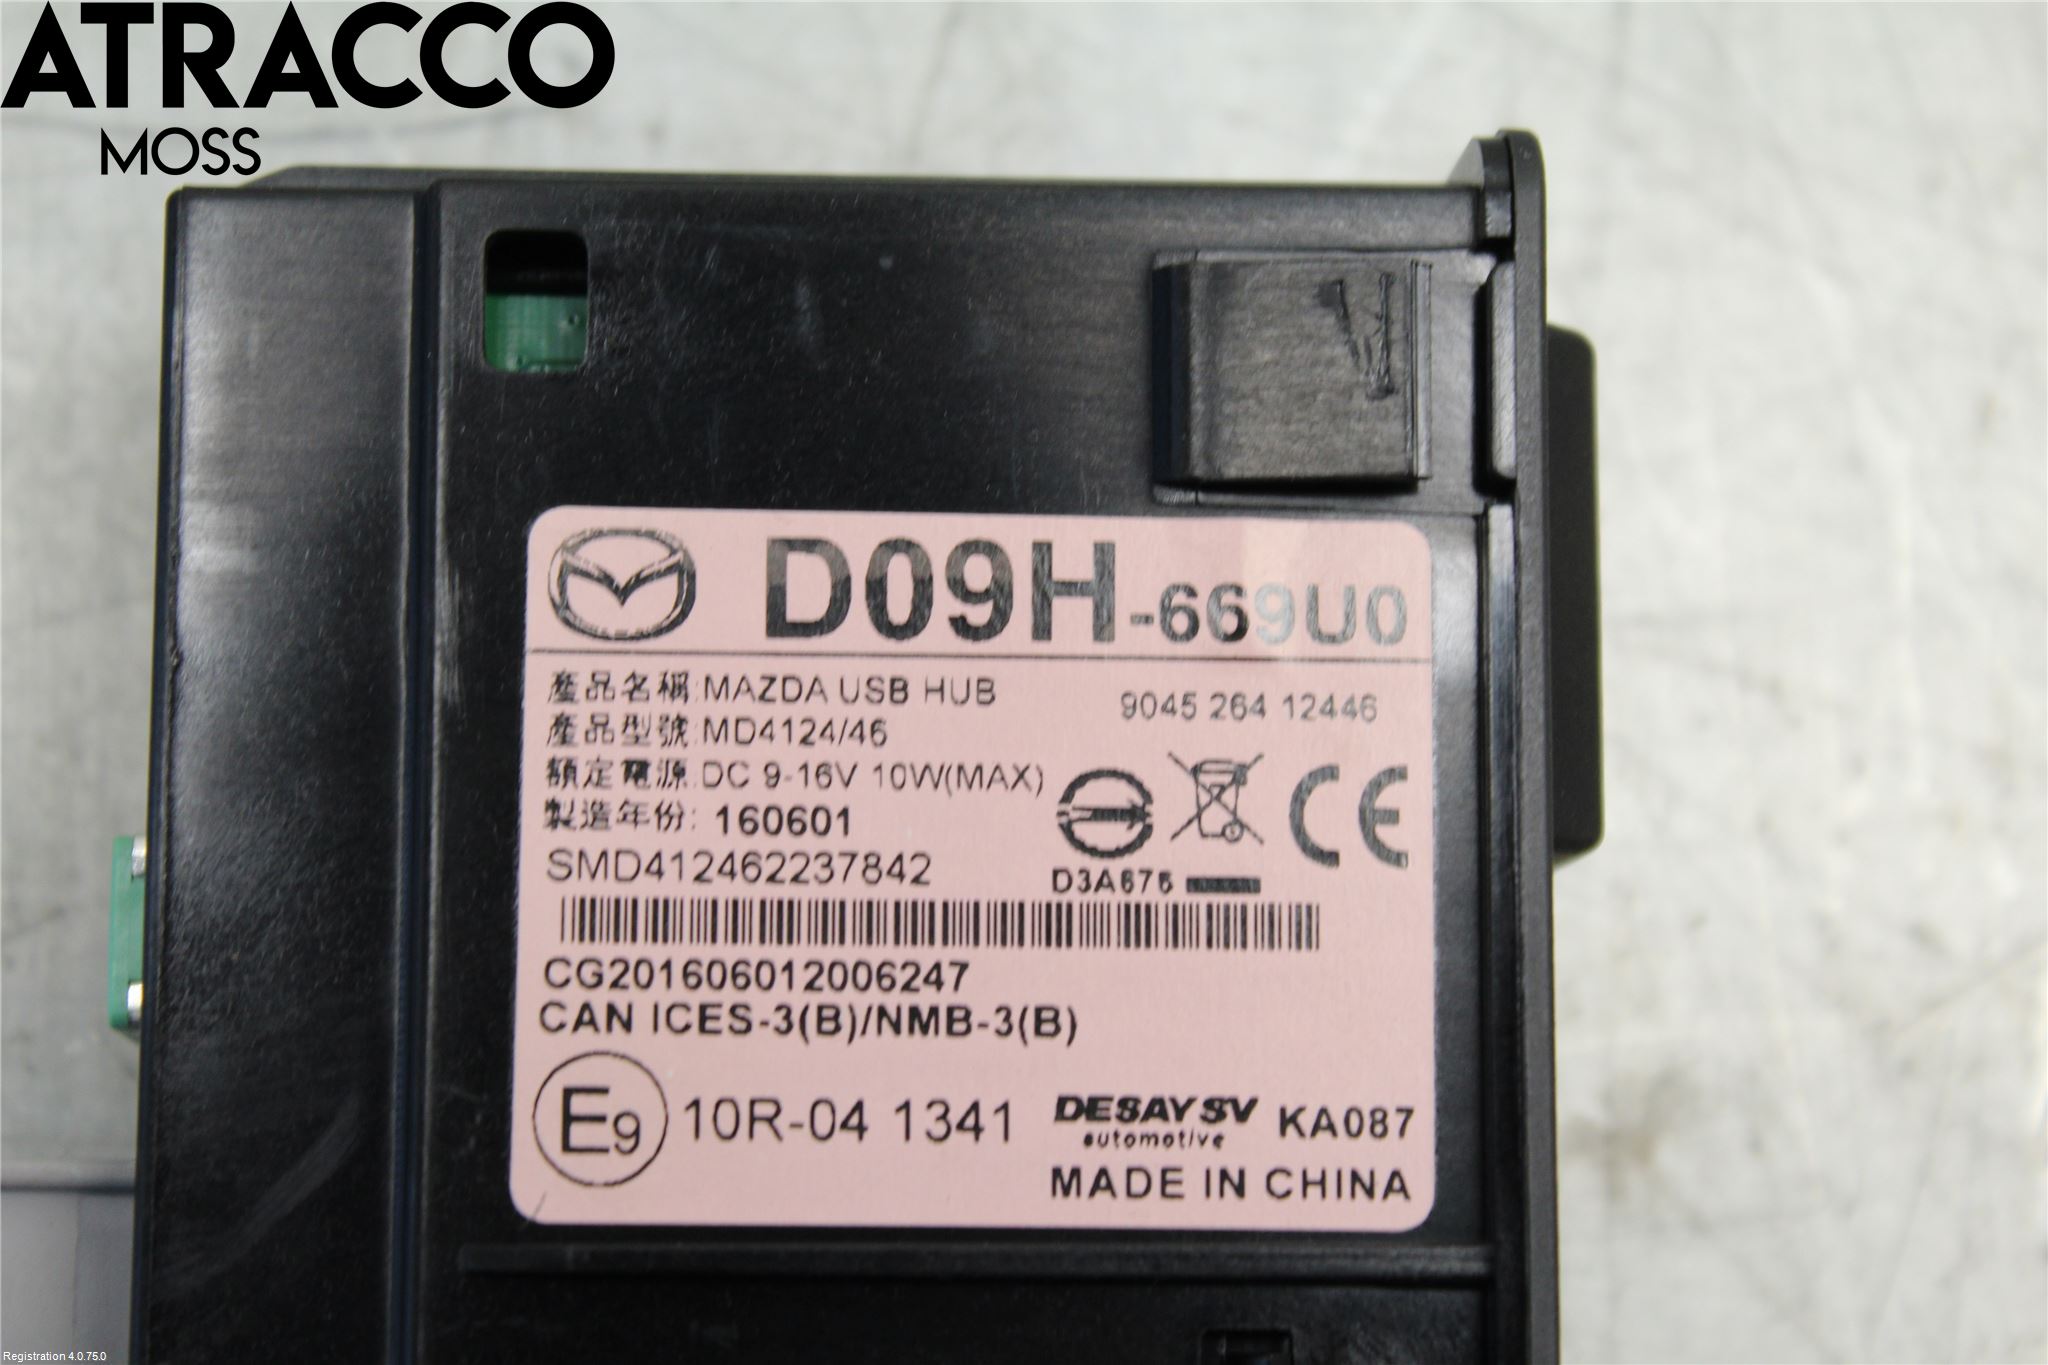 ATRACCO
MOSS
D09H-669U0
產品名稱:MAZDA USB HUB
9045 264 12446
產品型號:MD4124/46
額定電源:DC 9-16V 10W(MAX)
製造年份: 160601
SMD412462237842
D3A676
CE
CG201606012006247
CAN ICES-3(B)/NMB-3(B)
E9 10R-04 1341
DESAY SV KA087
automotive
MADE IN CHINA
Registration 4.0.75.0